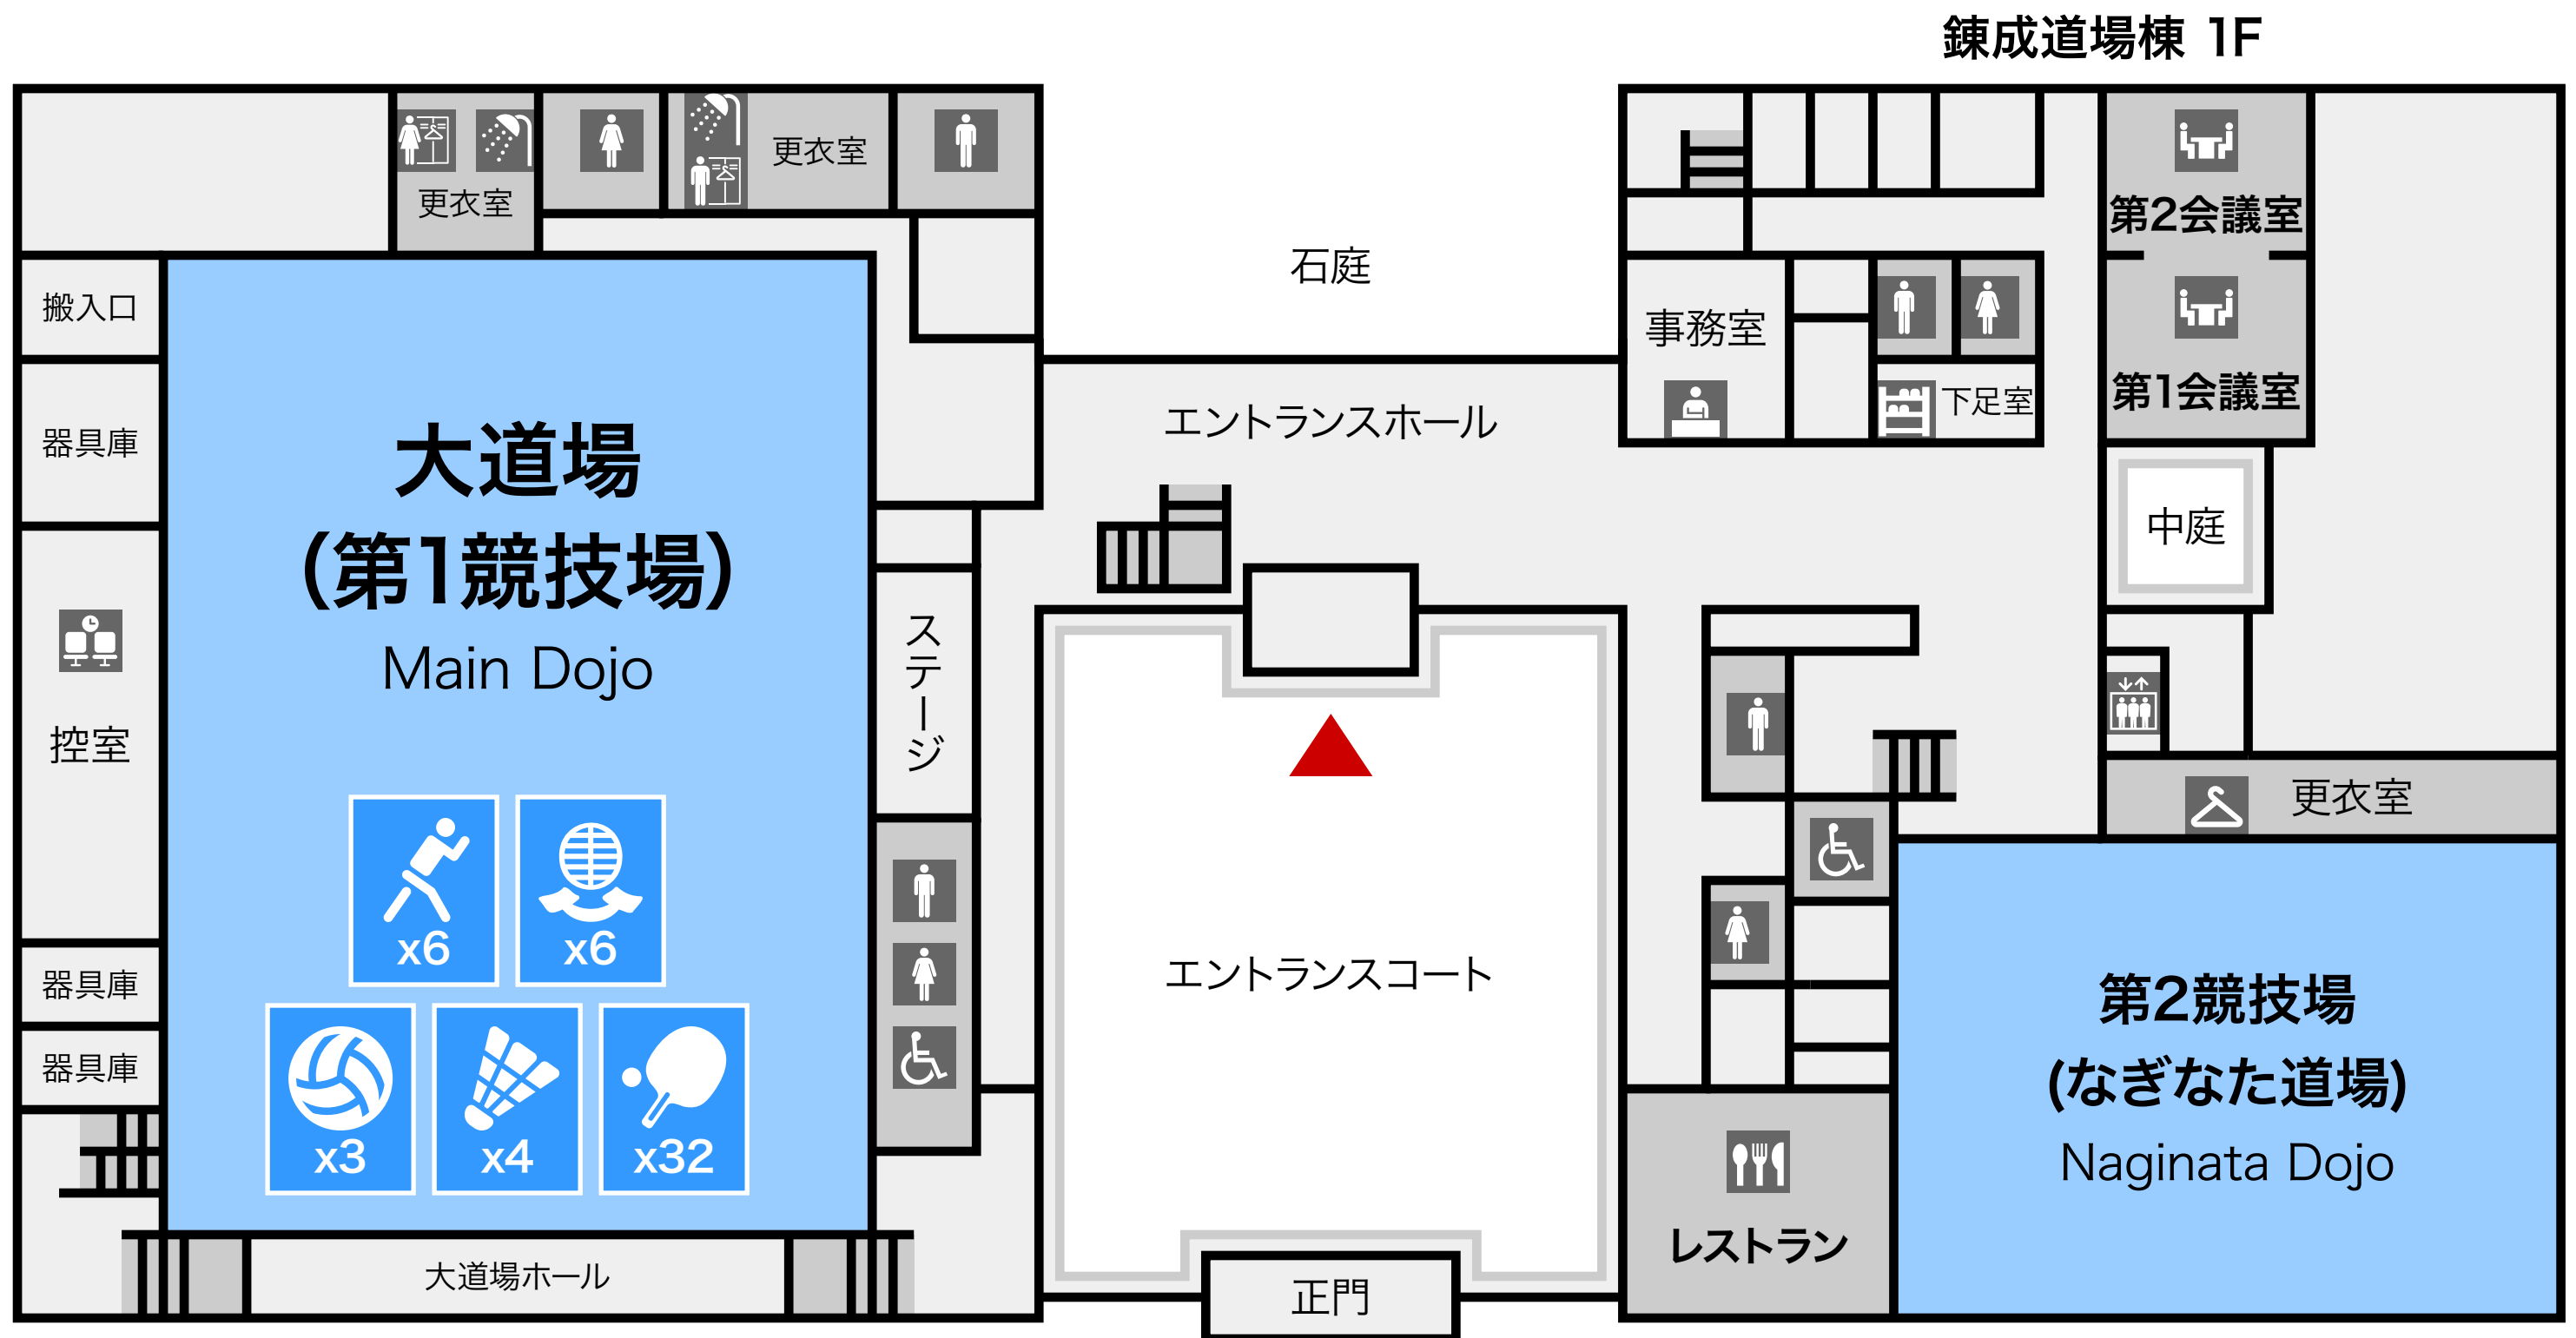 錬成道場棟 1F
更衣室
更衣室
石庭
搬入口
器具庫
控室
器具庫
器具庫
大道場
(第1競技場)
Main Dojo
x6
x6
x3
x4
x32
ステージ
大道場ホール
エントランスホール
エントランスコート
正門
事務室
下足室
第2会議室
第1会議室
中庭
更衣室
第2競技場
(なぎなた道場)
Naginata Dojo
レストラン